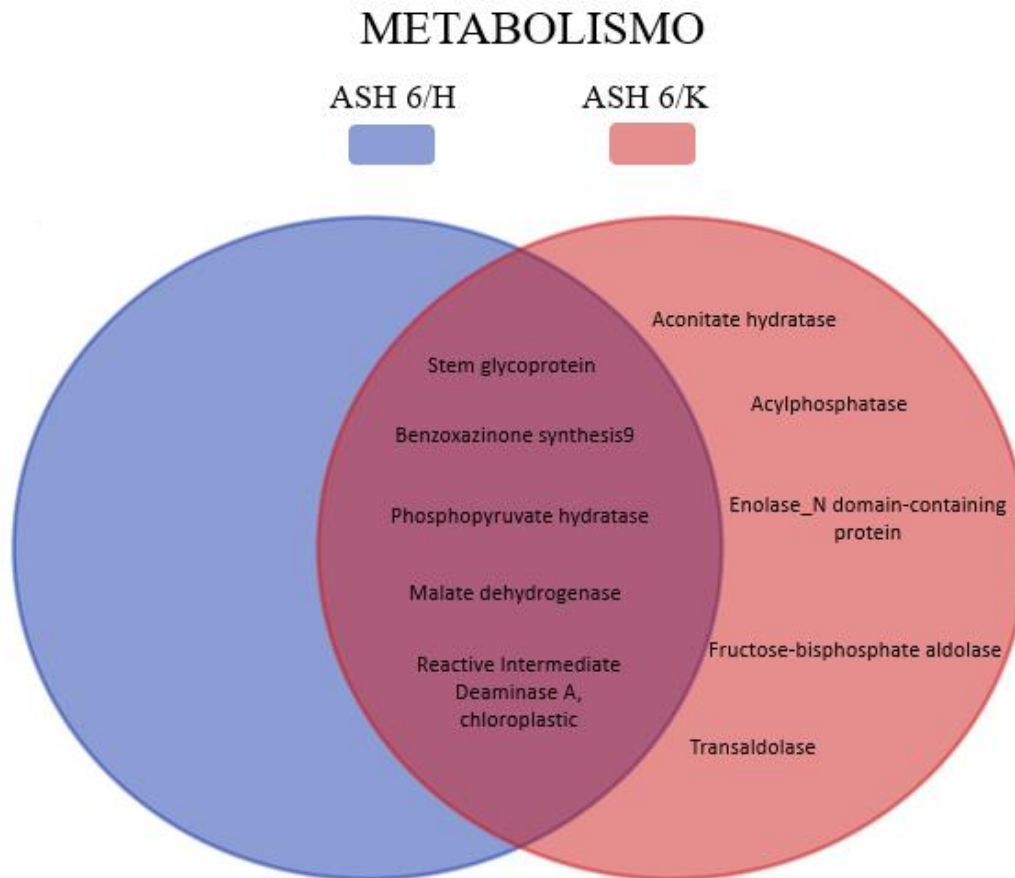 METABOLISMO
ASH 6/H
ASH 6/K
Aconitate hydratase
Stem glycoprotein
Acylphosphatase
Benzoxazinone synthesis9
Enolase_N domain-containing
protein
Phosphopyruvate hydratase
Malate dehydrogenase
Fructose-bisphosphate aldolase
Reactive Intermediate
Deaminase A,
chloroplastic
Transaldolase